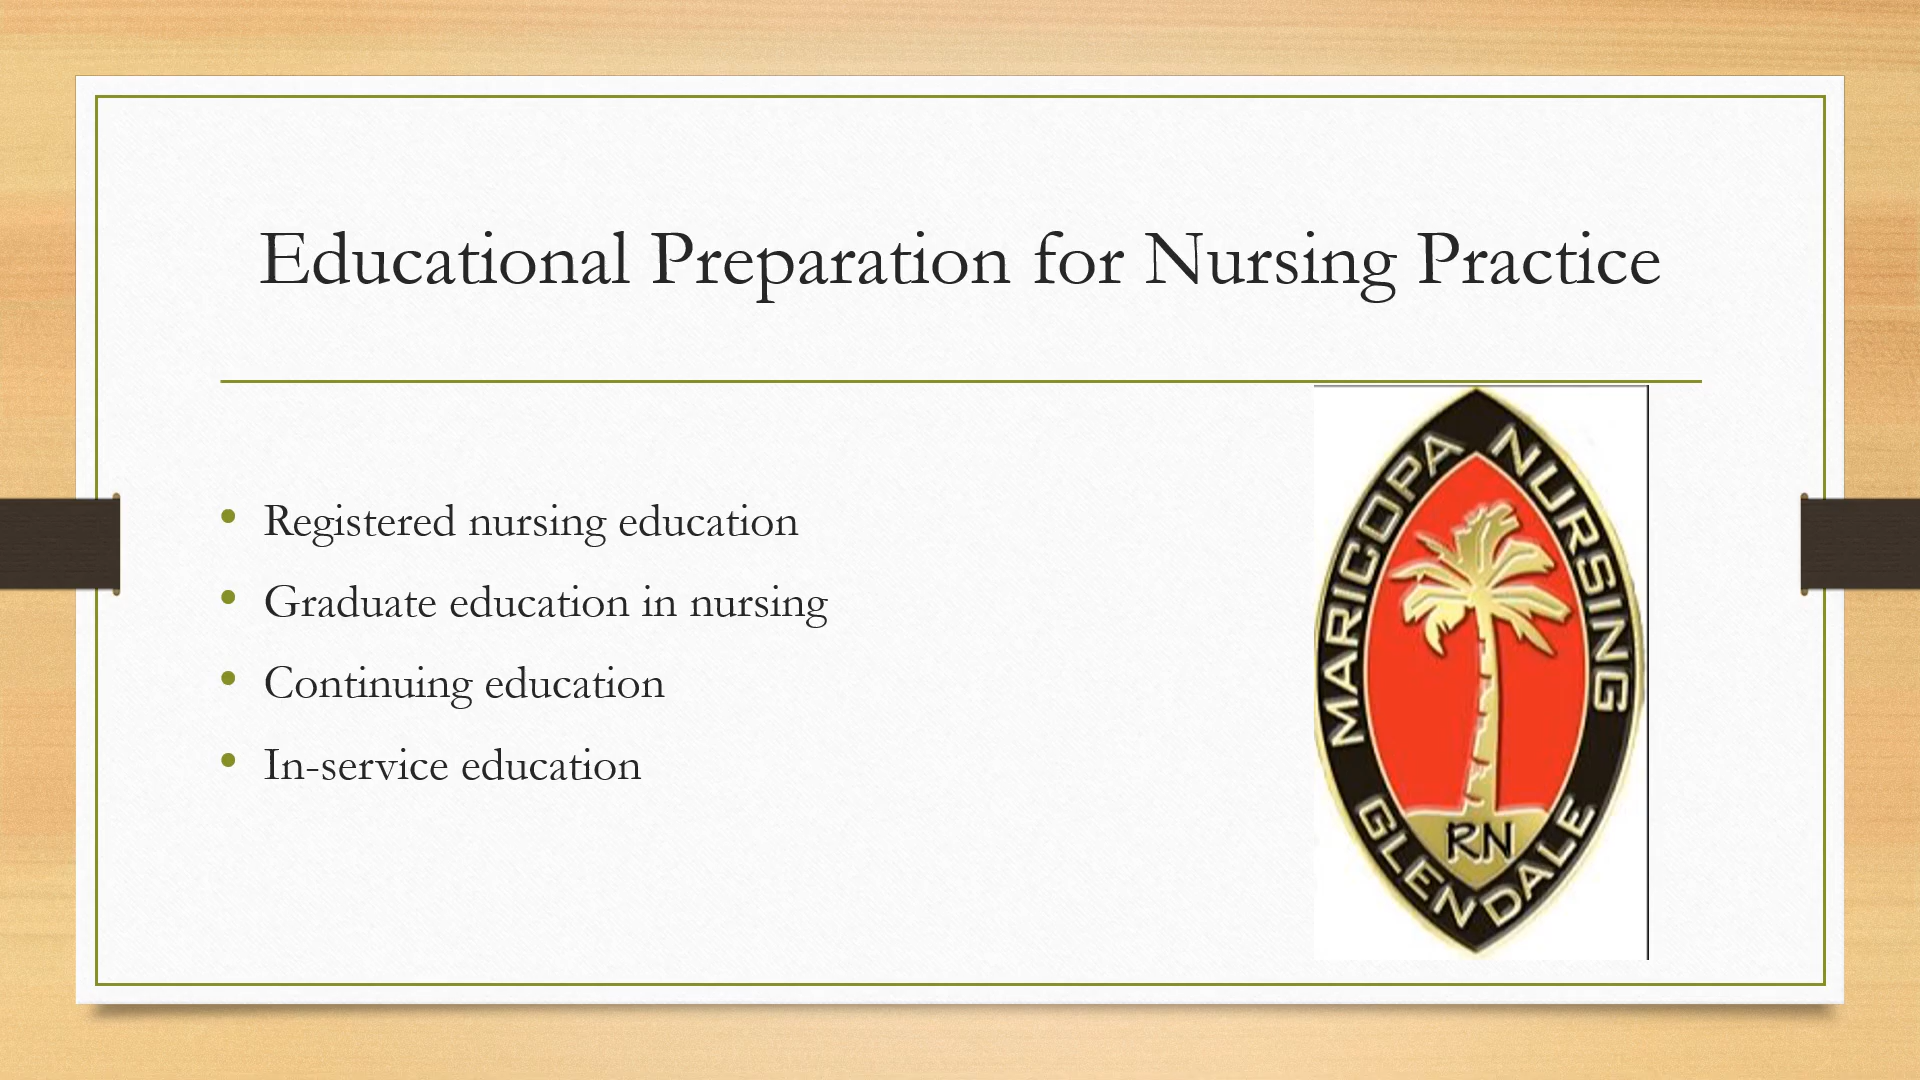 Educational Preparation for Nursing Practice
• Registered nursing education
• Graduate education in nursing
• Continuing education
• In-service education
MARICOPA NURSING
RN
GLENDALE